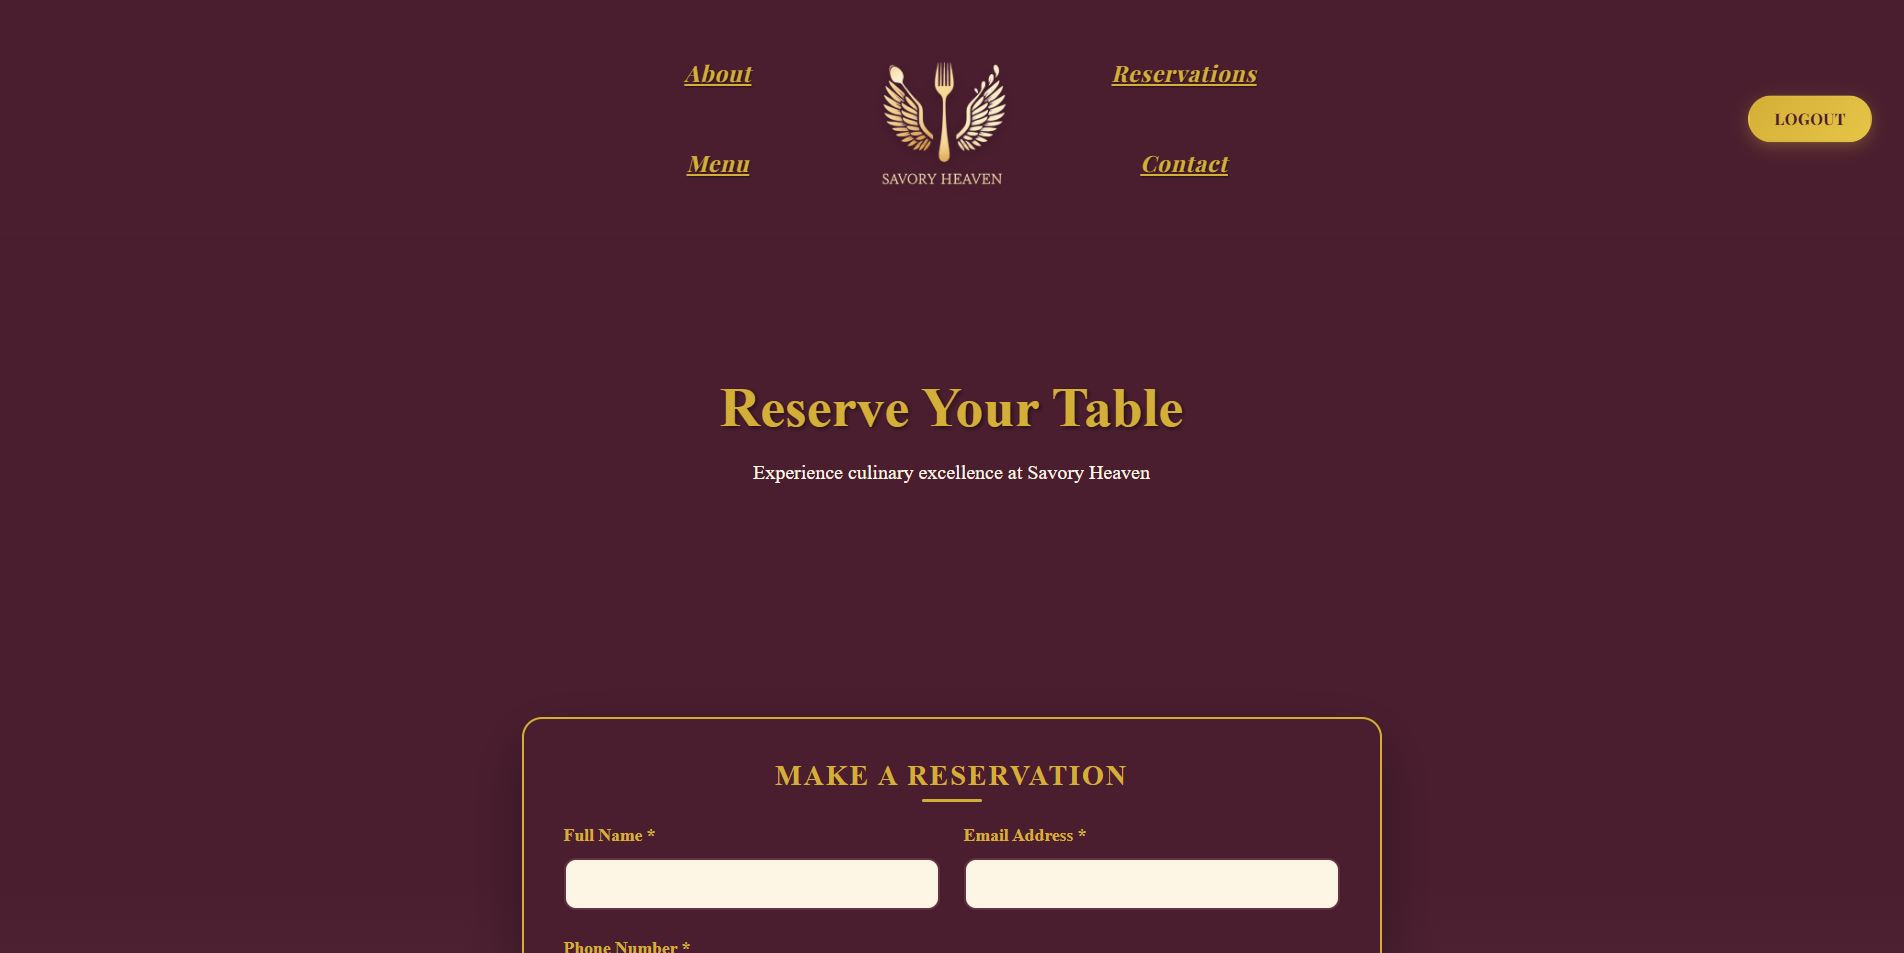 About
Reservations
LOGOUT
Menu
Contact
SAVORY HEAVEN
Reserve Your Table
Experience culinary excellence at Savory Heaven
MAKE A RESERVATION
Full Name *
Email Address *
Phone Number *